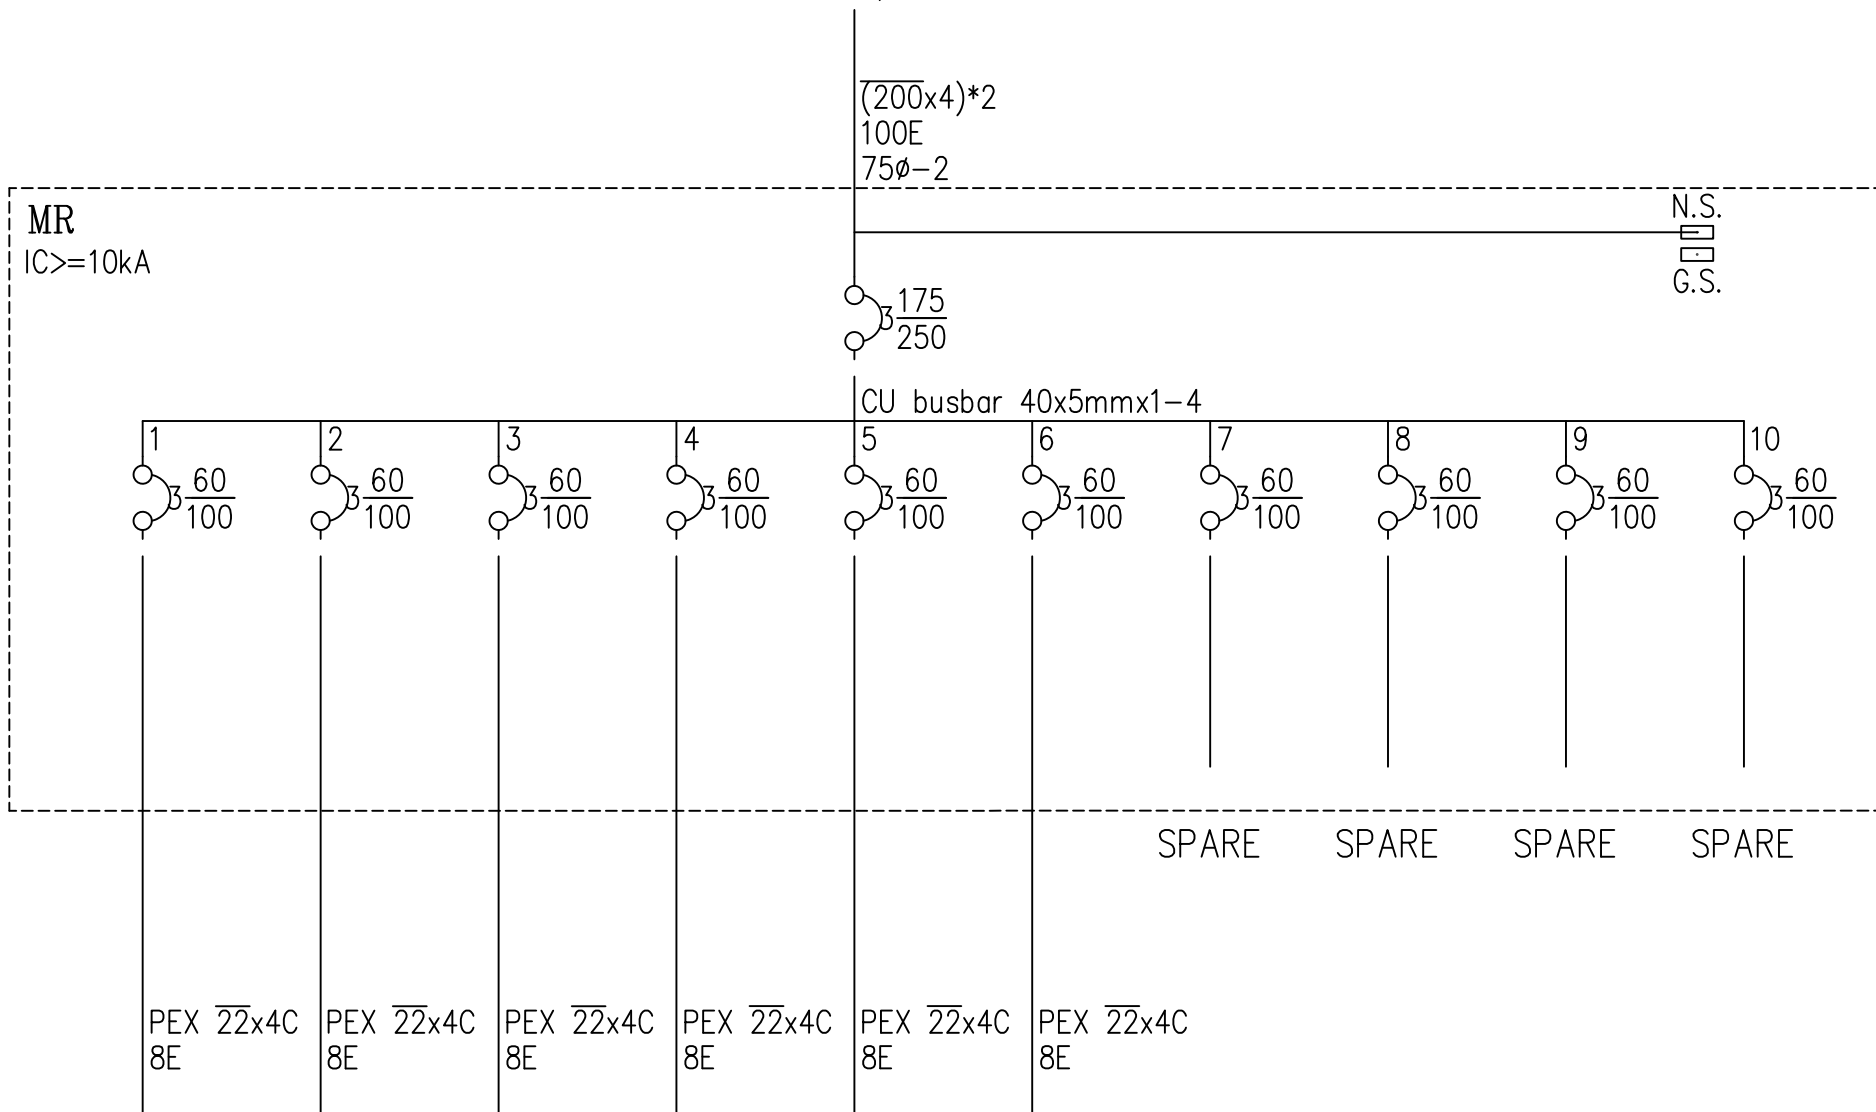 (200x4)*2
100E
75ø-2
MR
IC>=10kA
N.S.
G.S.
3 175
250
CU busbar 40x5mmx1-4
1 2 3 4 5 6 7 8 9 10
3 60 3 60 3 60 3 60 3 60 3 60 3 60 3 60 3 60 3 60
100 100 100 100 100 100 100 100 100 100
SPARE SPARE SPARE SPARE
PEX 22x4C PEX 22x4C PEX 22x4C PEX 22x4C PEX 22x4C PEX 22x4C
8E 8E 8E 8E 8E 8E